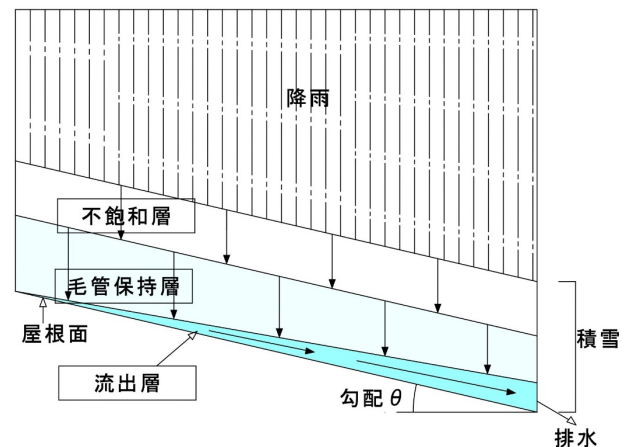 降雨
不飽和層
毛管保持層
屋根面
積雪
流出層
勾配 θ
排水